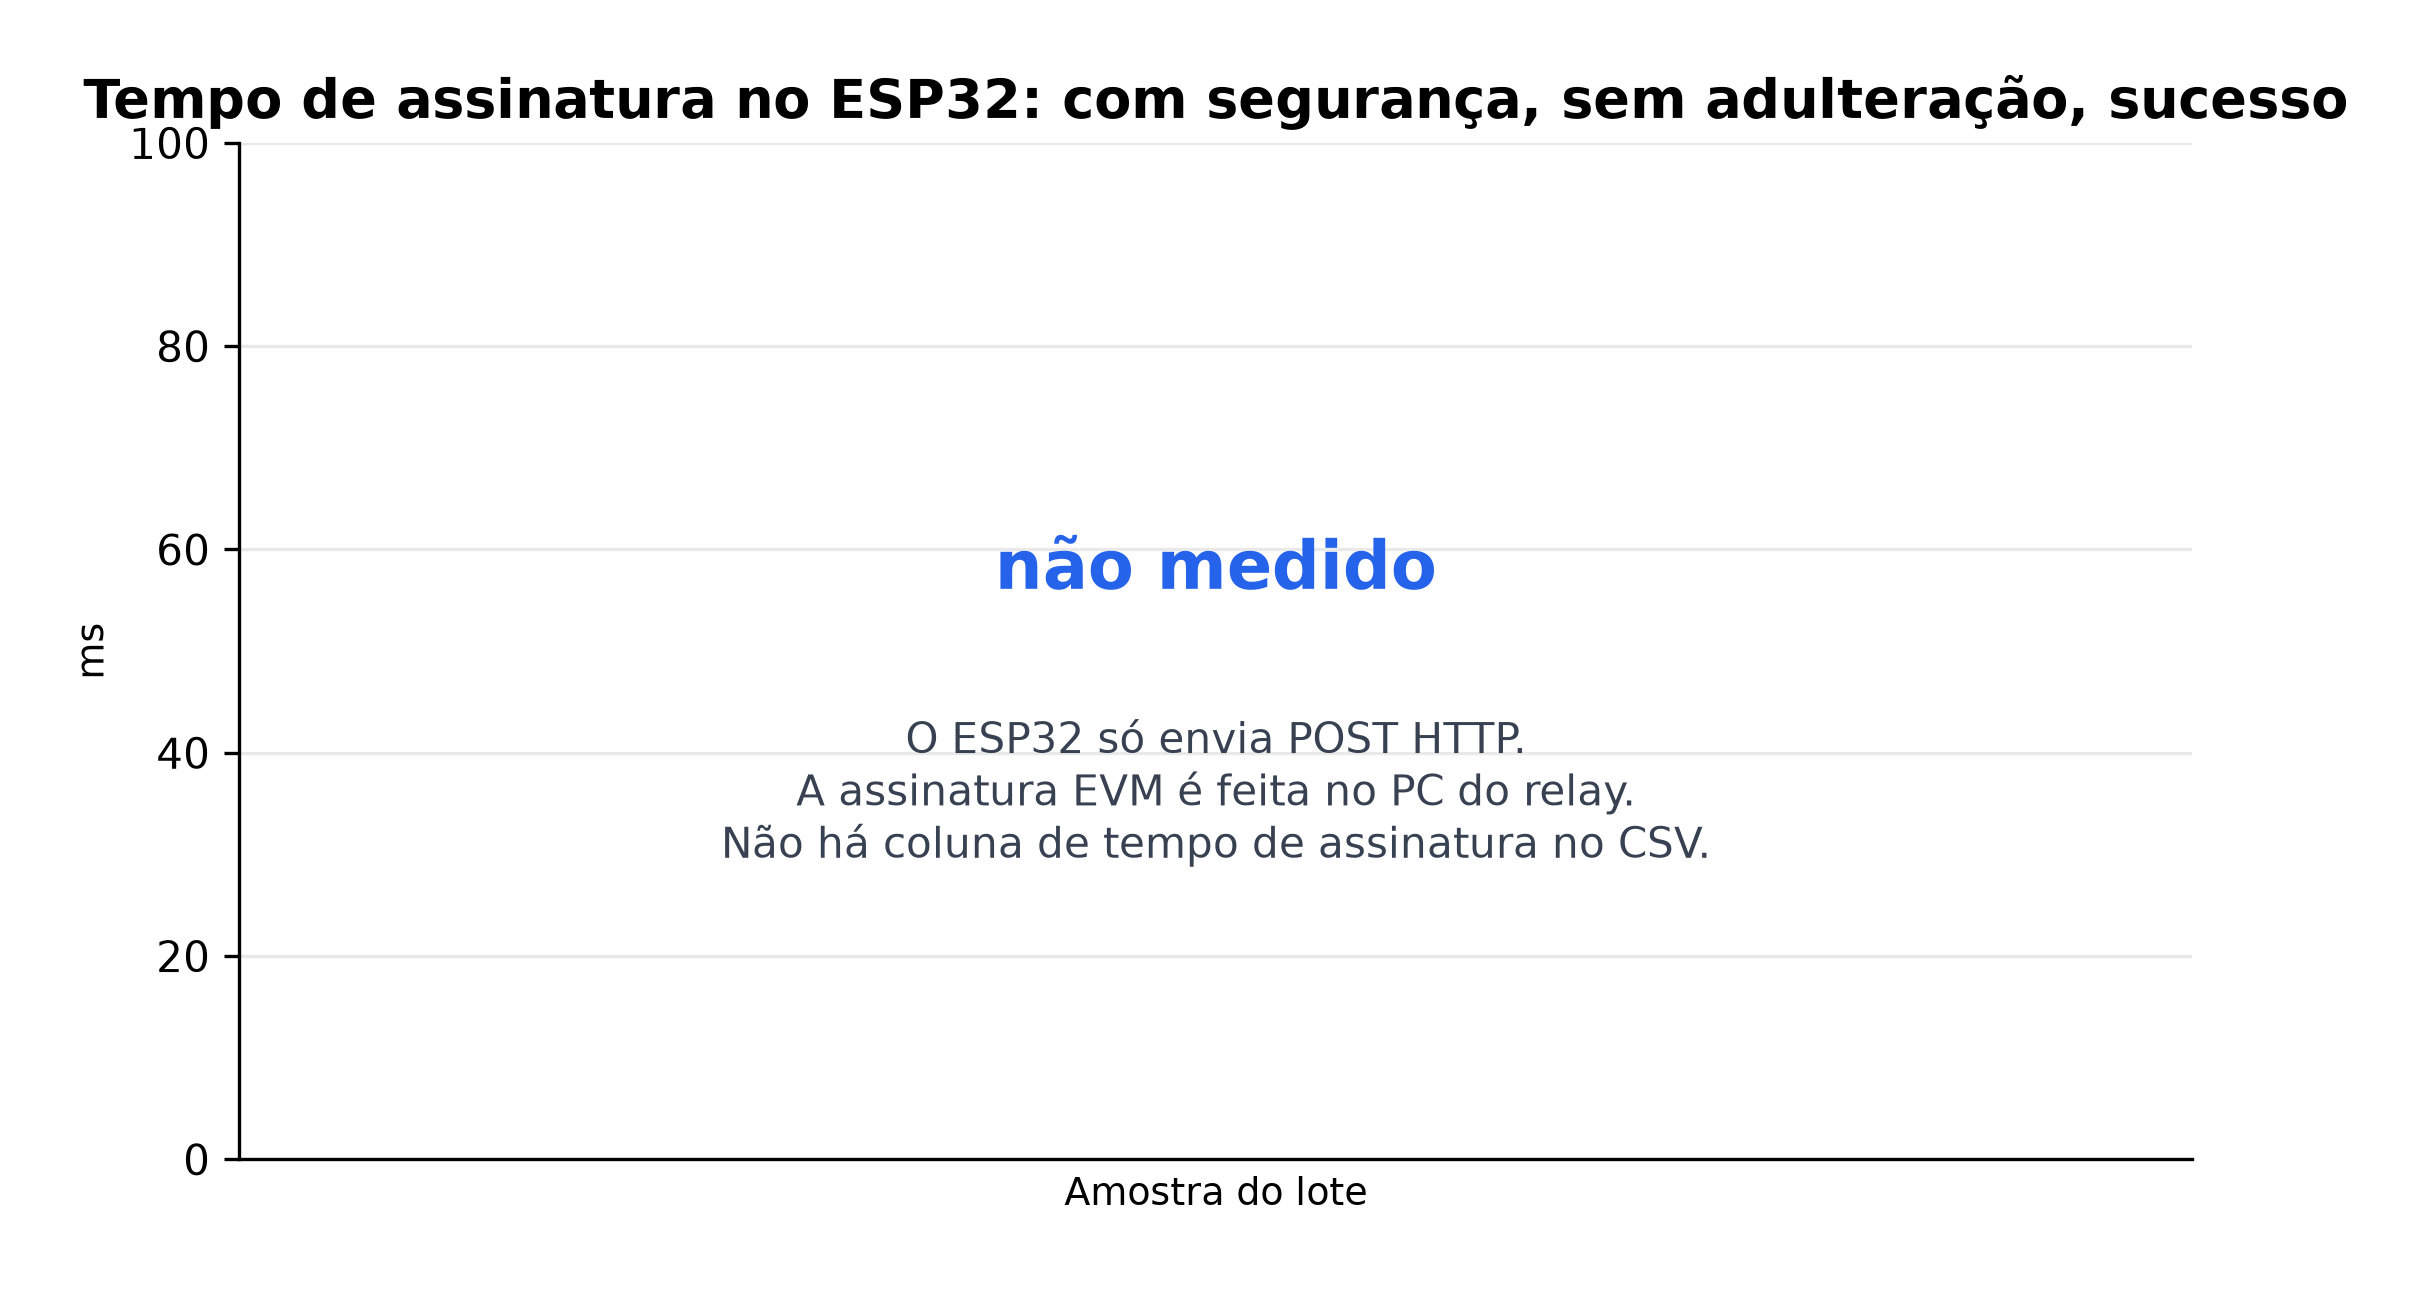 Tempo de assinatura no ESP32: com segurança, sem adulteração, sucesso
100
80
60
40
20
0
ms
não medido
O ESP32 só envia POST HTTP.
A assinatura EVM é feita no PC do relay.
Não há coluna de tempo de assinatura no CSV.
Amostra do lote